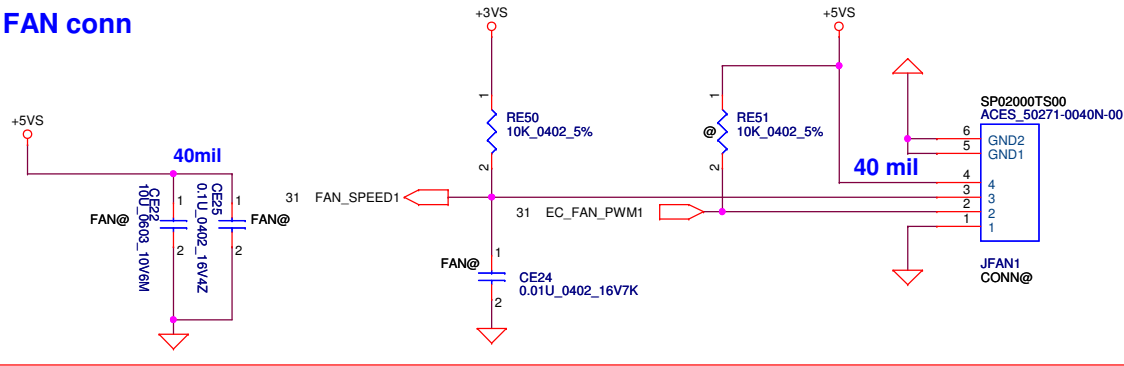 FAN conn
+5VS
40mil
FAN@
CE22
10U_0603_10V6M
1
2
CE25
0.1U_0402_16V4Z
1
2
FAN@
+3VS
1
RE50
10K_0402_5%
2
31 FAN_SPEED1
31 EC_FAN_PWM1
FAN@
1
CE24
0.01U_0402_16V7K
2
+5VS
1
RE51
@ 10K_0402_5%
2
40 mil
SP02000TS00
ACES_50271-0040N-00
6 GND2
5 GND1
4 4
3 3
2 2
1 1
JFAN1
CONN@